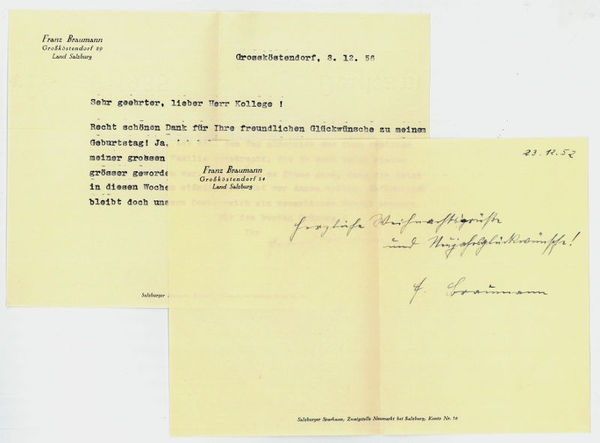 Franz Braumann
Großköstendorf 29
Land Salzburg
Grossköstendorf, 8. 12. 56
Sehr geehrter, lieber Herr Kollege !
Recht schönen Dank für Ihre freundlichen Glückwünsche zu meinem
Geburtstag! Ja,
meiner grossen
grösser geworde
in diesen Woche
bleibt doch uns
Salzburger
Franz Braumann
Großköstendorf 34
Land Salzburg
23.12.52
Herzliche Weihnachtsgrüße
und Neujahrsglückwünsche!
F. Braumann
Salzburger Sparkasse, Zweigstelle Neumarkt bei Salzburg, Konto Nr. 78